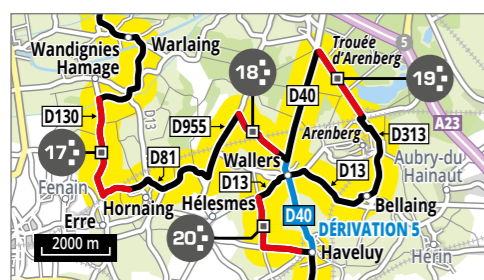 Wandignies
Hamage
Warlaing
Trouée
d'Arenberg
5
18
19
D130
D13
D955
D40
A23
17
D81
Arenberg
D313
Fenain
Wallers
D13
D13
Aubry-du
Hainaut
Hornaing
Hélesmes
Bellaing
Erre
D40
DÉRIVATION 5
2000 m
20
Haveluy
Hérin